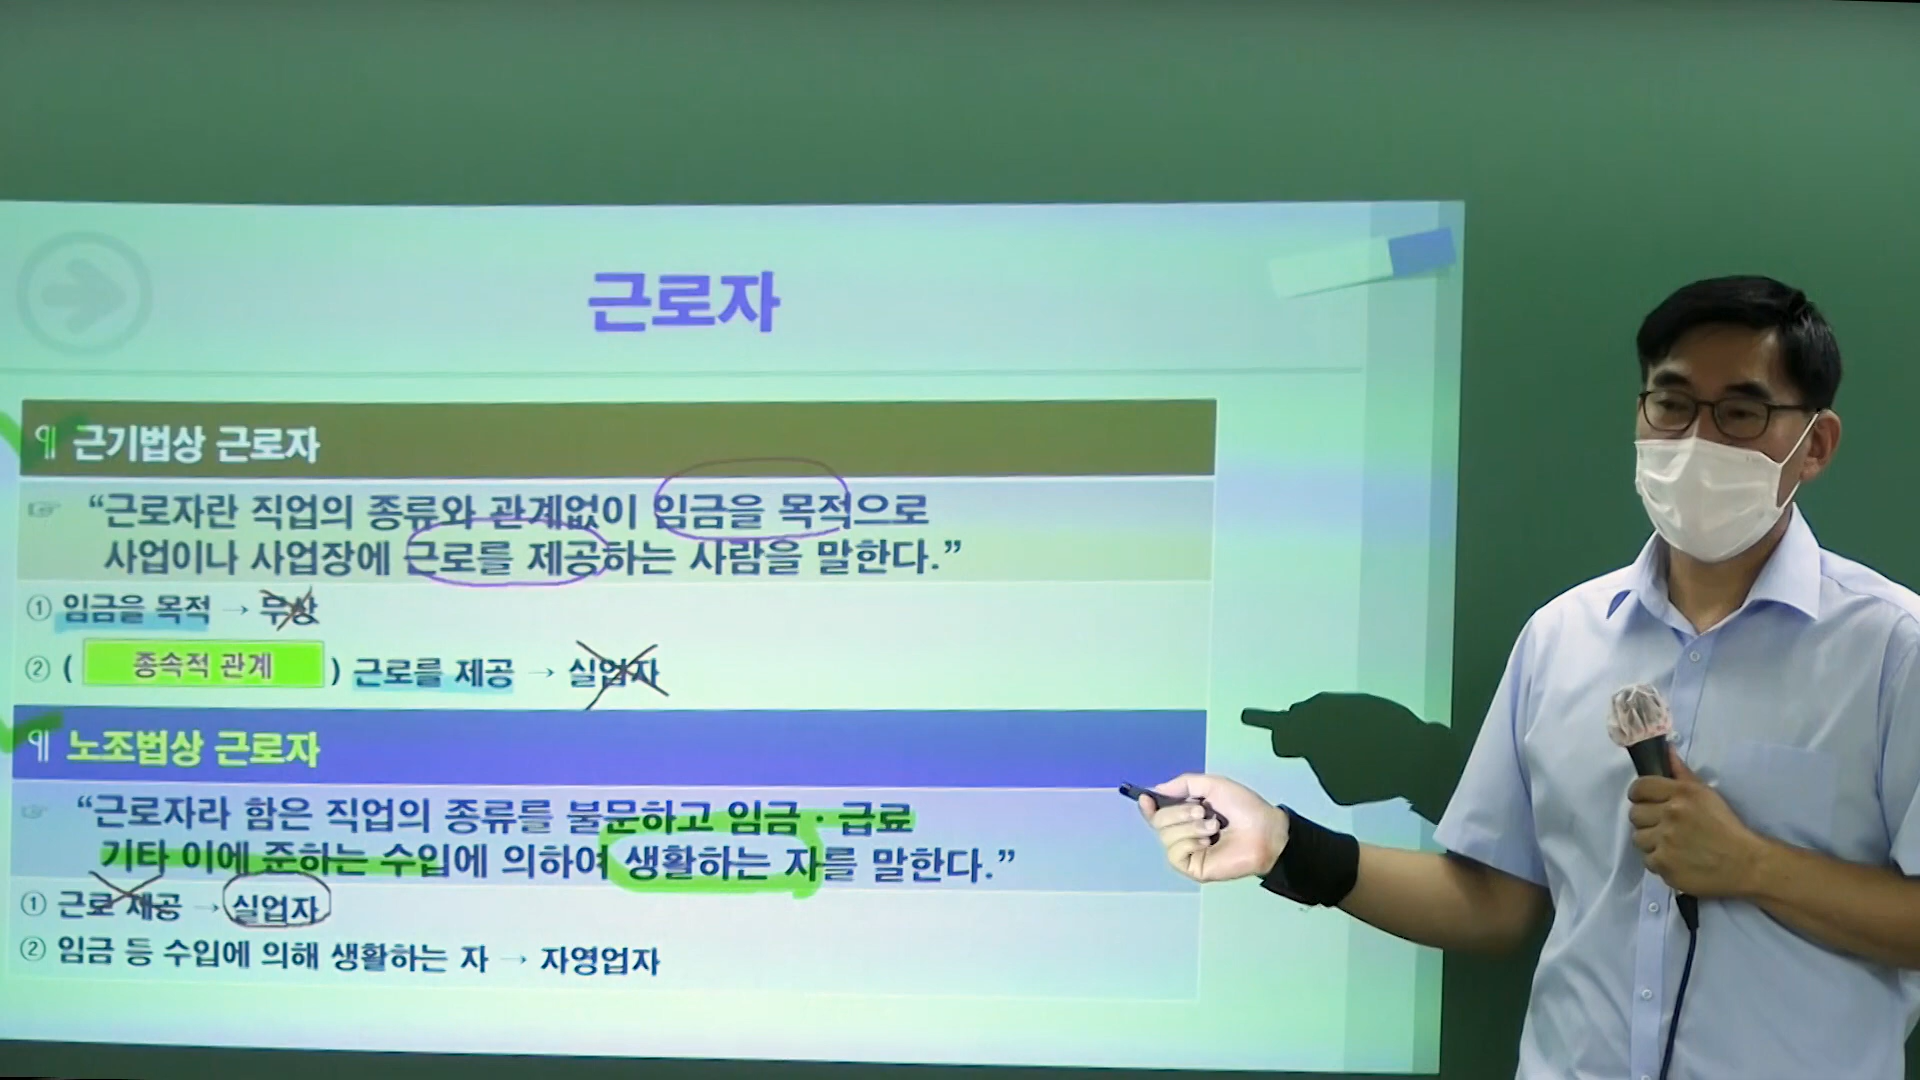 근로자
¶ 근기법상 근로자
☞ “근로자란 직업의 종류와 관계없이 임금을 목적으로
사업이나 사업장에 근로를 제공하는 사람을 말한다.”
① 임금을 목적 → 무상
② ( 종속적 관계 ) 근로를 제공 → 실업자
¶ 노조법상 근로자
☞ “근로자라 함은 직업의 종류를 불문하고 임금 · 급료
기타 이에 준하는 수입에 의하여 생활하는 자를 말한다.”
① 근로 제공 → 실업자
② 임금 등 수입에 의해 생활하는 자 → 자영업자